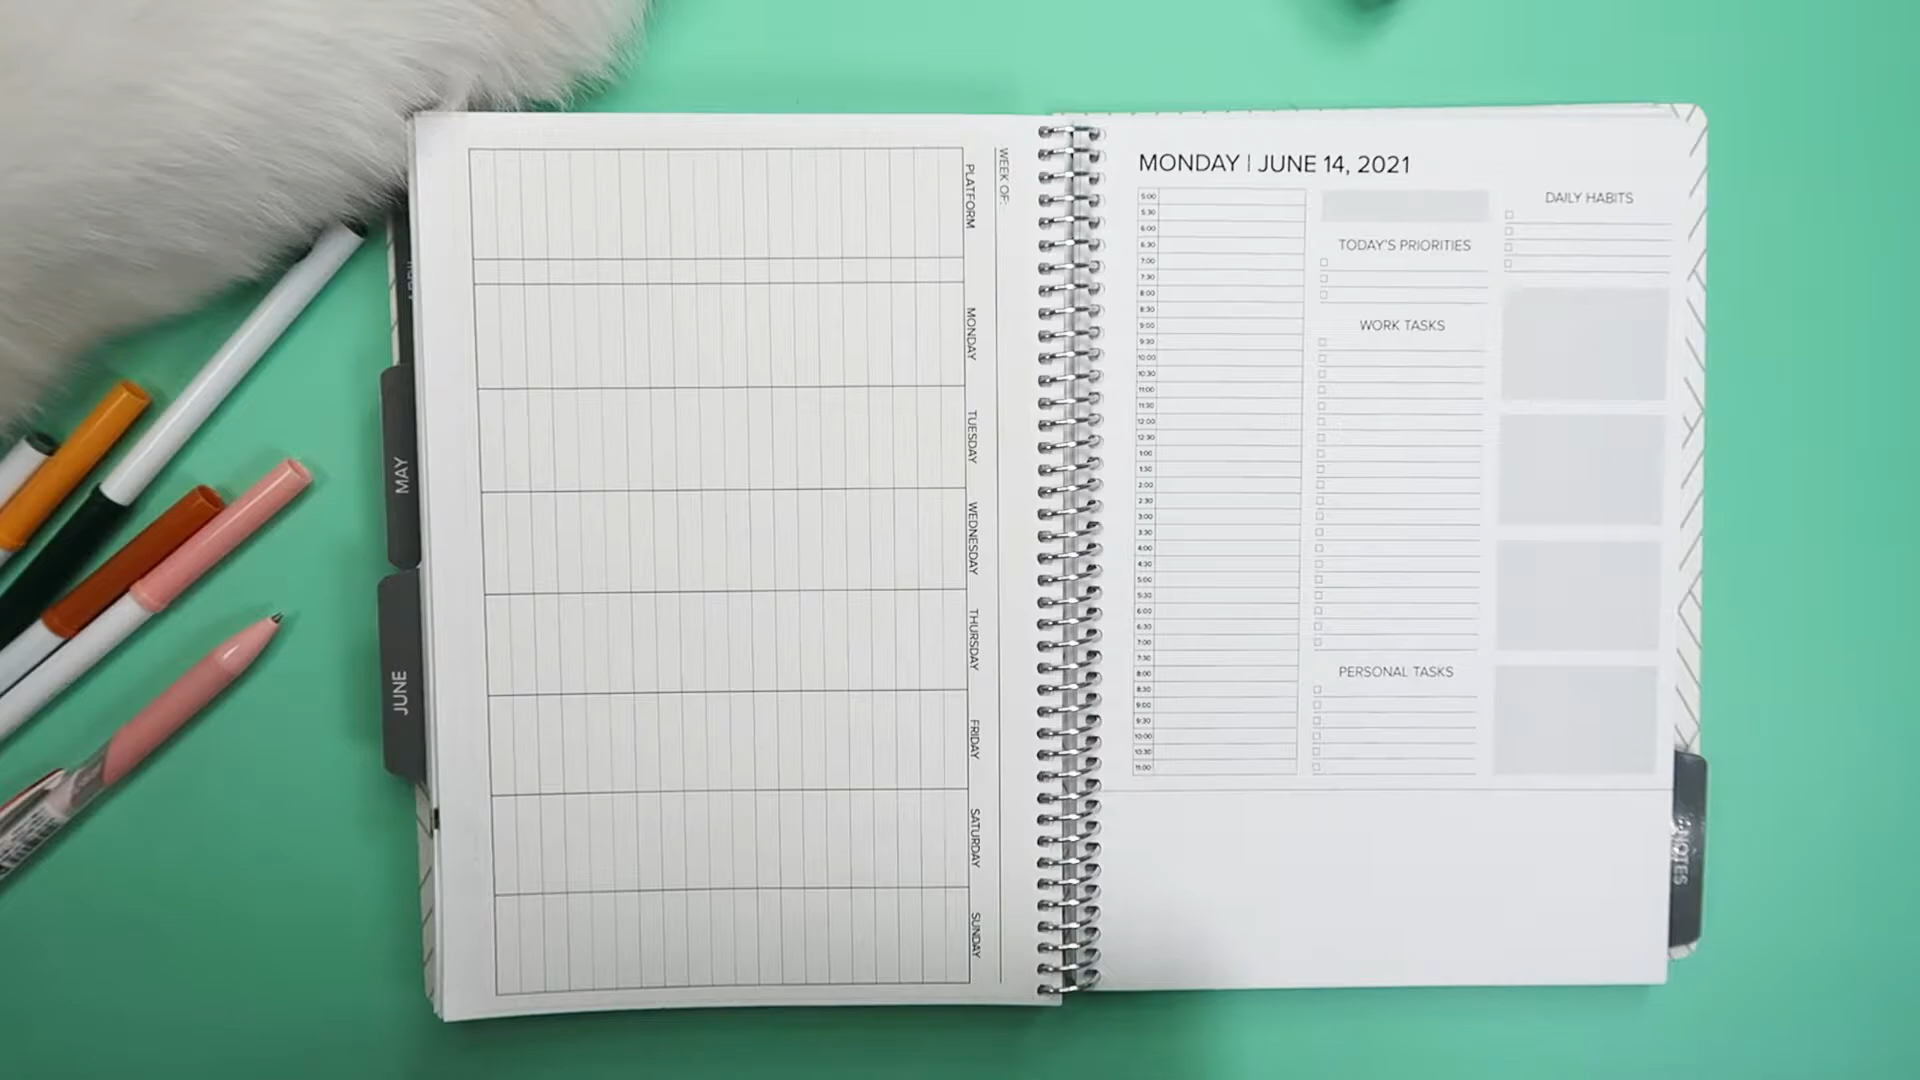 WEEK OF:
PLATFORM
MONDAY
TUESDAY
WEDNESDAY
THURSDAY
FRIDAY
SATURDAY
SUNDAY
MAY
JUNE
MONDAY | JUNE 14, 2021
5:00
5:30
6:00
6:30
7:00
7:30
8:00
8:30
9:00
9:30
10:00
10:30
11:00
11:30
12:00
12:30
1:00
1:30
2:00
2:30
3:00
3:30
4:00
4:30
5:00
5:30
6:00
6:30
7:00
7:30
8:00
8:30
9:00
9:30
10:00
10:30
11:00
TODAY'S PRIORITIES
WORK TASKS
PERSONAL TASKS
DAILY HABITS
NOTES